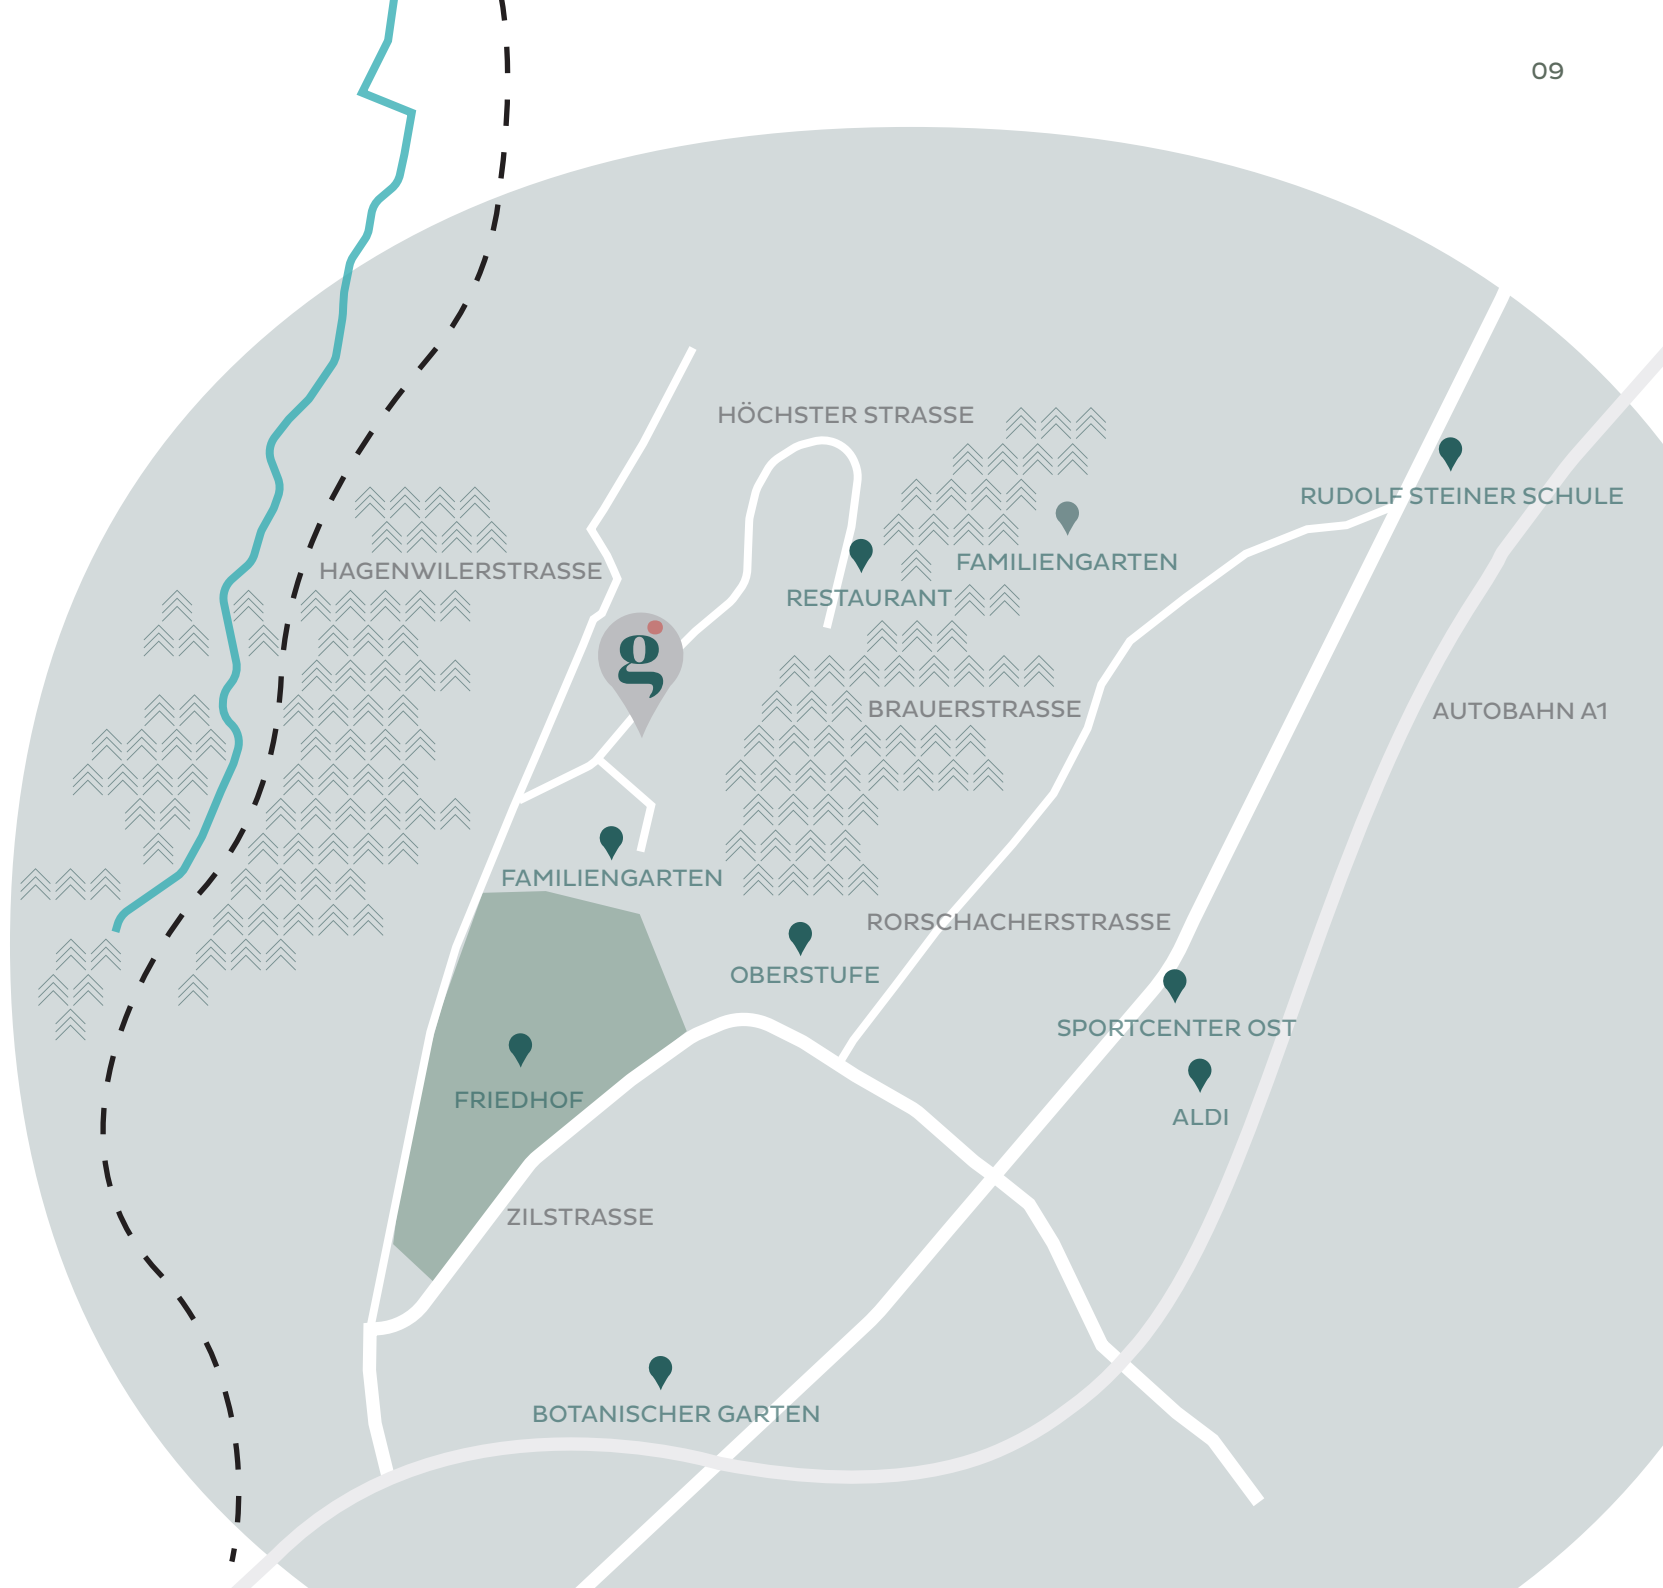 09
HÖCHSTER STRASSE
RUDOLF STEINER SCHULE
FAMILIENGARTEN
HAGENWILERSTRASSE
RESTAURANT
g
BRAUERSTRASSE
AUTOBAHN A1
FAMILIENGARTEN
RORSCHACHERSTRASSE
OBERSTUFE
SPORTCENTER OST
FRIEDHOF
ALDI
ZILSTRASSE
BOTANISCHER GARTEN